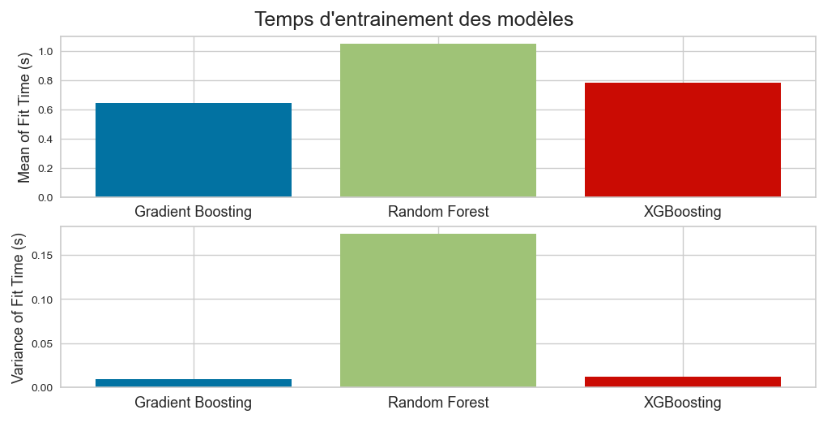 Temps d'entrainement des modèles
Mean of Fit Time (s)
1.0
0.8
0.6
0.4
0.2
0.0
Gradient Boosting
Random Forest
XGBoosting
Variance of Fit Time (s)
0.15
0.10
0.05
0.00
Gradient Boosting
Random Forest
XGBoosting